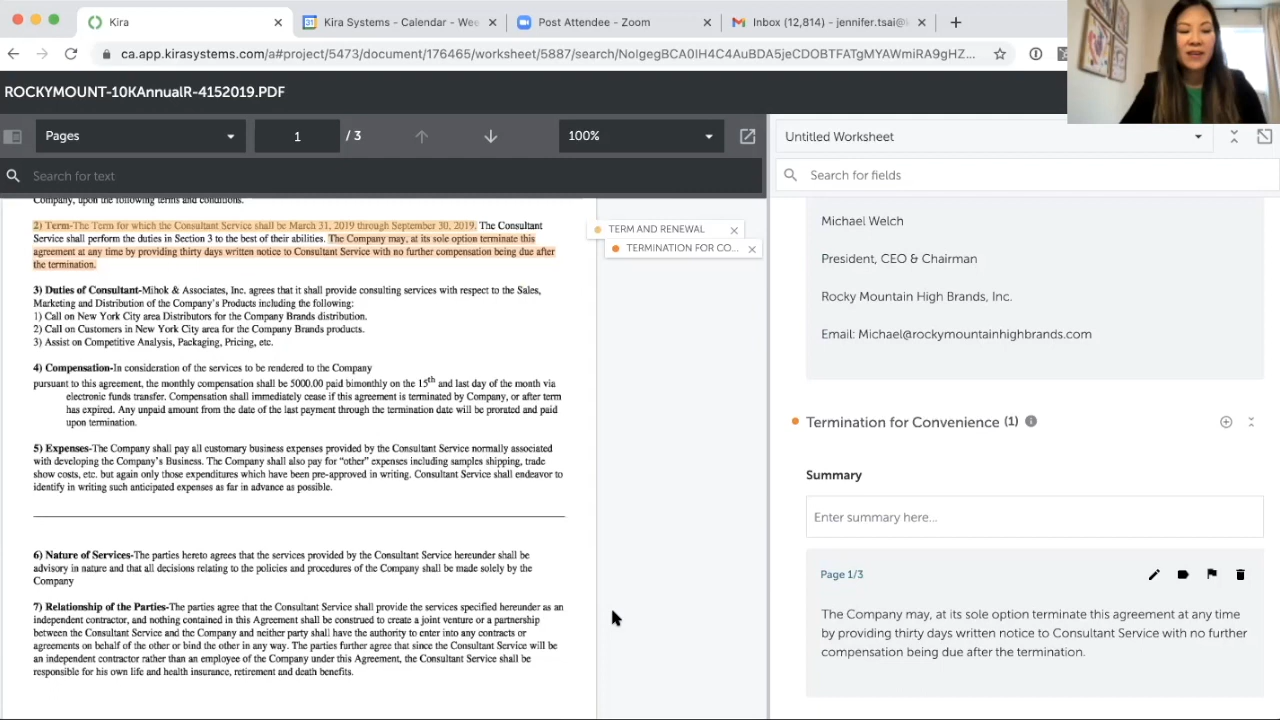 Kira
Kira Systems - Calendar - Wee
Post Attendee - Zoom
Inbox (12,814) - jennifer.tsai@
ca.app.kirasystems.com/a#project/5473/document/176465/worksheet/5887/search/NoIgegBCA0IH4C4AuBDA5jeCDOBTFATgMYAWmiRA9gHZ...
ROCKYMOUNT-10KAnnualR-4152019.PDF
Pages
1
/ 3
100%
Search for text
Company, upon the following terms and conditions.
2) Term-The Term for which the Consultant Service shall be March 31, 2019 through September 30, 2019. The Consultant
Service shall perform the duties in Section 3 to the best of their abilities. The Company may, at its sole option terminate this
agreement at any time by providing thirty days written notice to Consultant Service with no further compensation being due after
the termination.
TERM AND RENEWAL
TERMINATION FOR CO...
3) Duties of Consultant-Mihok & Associates, Inc. agrees that it shall provide consulting services with respect to the Sales,
Marketing and Distribution of the Company's Products including the following:
1) Call on New York City area Distributors for the Company Brands distribution.
2) Call on Customers in New York City area for the Company Brands products.
3) Assist on Competitive Analysis, Packaging, Pricing, etc.
4) Compensation-In consideration of the services to be rendered to the Company
pursuant to this agreement, the monthly compensation shall be 5000.00 paid bimonthly on the 15th and last day of the month via
electronic funds transfer. Compensation shall immediately cease if this agreement is terminated by Company, or after term
has expired. Any unpaid amount from the date of the last payment through the termination date will be prorated and paid
upon termination.
5) Expenses-The Company shall pay all customary business expenses provided by the Consultant Service normally associated
with developing the Company's Business. The Company shall also pay for "other" expenses including samples shipping, trade
show costs, etc. but again only those expenditures which have been pre-approved in writing. Consultant Service shall endeavor to
identify in writing such anticipated expenses as far in advance as possible.
6) Nature of Services-The parties hereto agrees that the services provided by the Consultant Service hereunder shall be
advisory in nature and that all decisions relating to the policies and procedures of the Company shall be made solely by the
Company
7) Relationship of the Parties-The parties agree that the Consultant Service shall provide the services specified hereunder as an
independent contractor, and nothing contained in this Agreement shall be construed to create a joint venture or a partnership
between the Consultant Service and the Company and neither party shall have the authority to enter into any contracts or
agreements on behalf of the other or bind the other in any way. The parties further agree that since the Consultant Service will be
an independent contractor rather than an employee of the Company under this Agreement, the Consultant Service shall be
responsible for his own life and health insurance, retirement and death benefits.
Untitled Worksheet
Search for fields
Michael Welch
President, CEO & Chairman
Rocky Mountain High Brands, Inc.
Email: Michael@rockymountainhighbrands.com
Termination for Convenience (1)
Summary
Enter summary here...
Page 1/3
The Company may, at its sole option terminate this agreement at any time
by providing thirty days written notice to Consultant Service with no further
compensation being due after the termination.